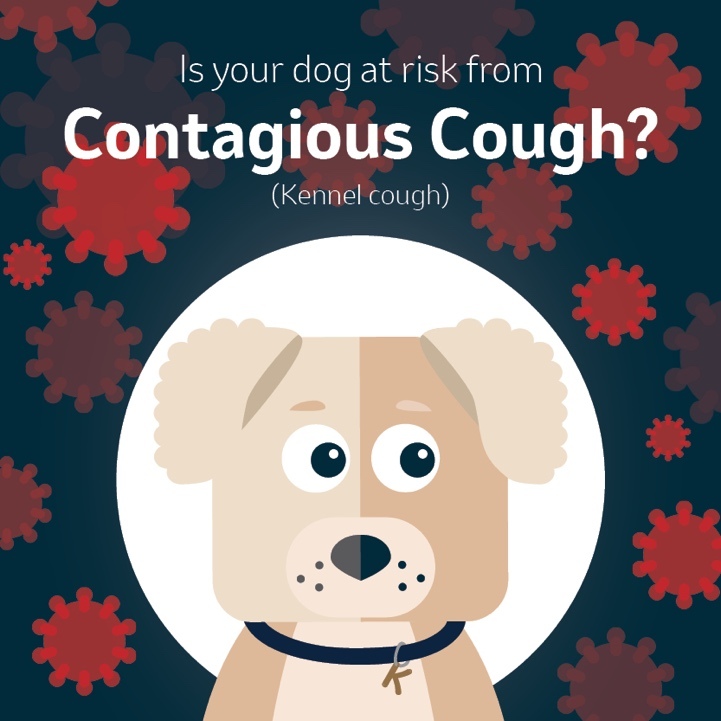 Is your dog at risk from
Contagious Cough?
(Kennel cough)
K